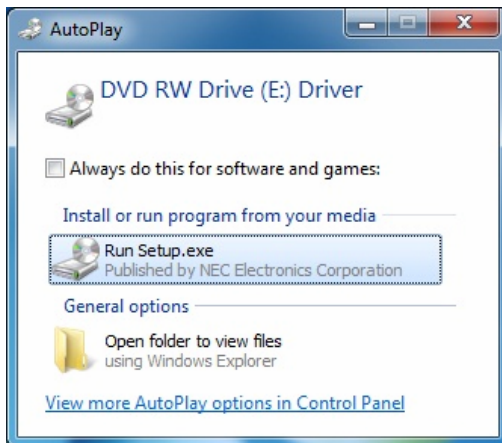 AutoPlay
DVD RW Drive (E:) Driver
Always do this for software and games:
Install or run program from your media
Run Setup.exe
Published by NEC Electronics Corporation
General options
Open folder to view files
using Windows Explorer
View more AutoPlay options in Control Panel